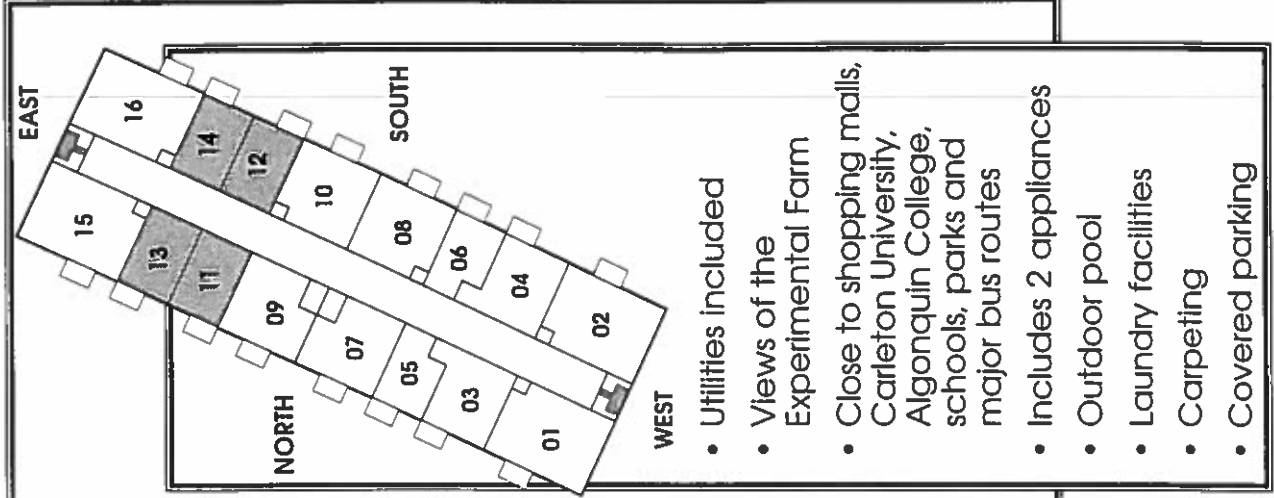 EAST
NORTH
SOUTH
WEST
15
16
13
14
11
12
09
10
07
08
05
06
03
04
01
02
• Utilities included
• Views of the
Experimental Farm
• Close to shopping malls,
Carleton University,
Algonquin College,
schools, parks and
major bus routes
• Includes 2 appliances
• Outdoor pool
• Laundry facilities
• Carpeting
• Covered parking